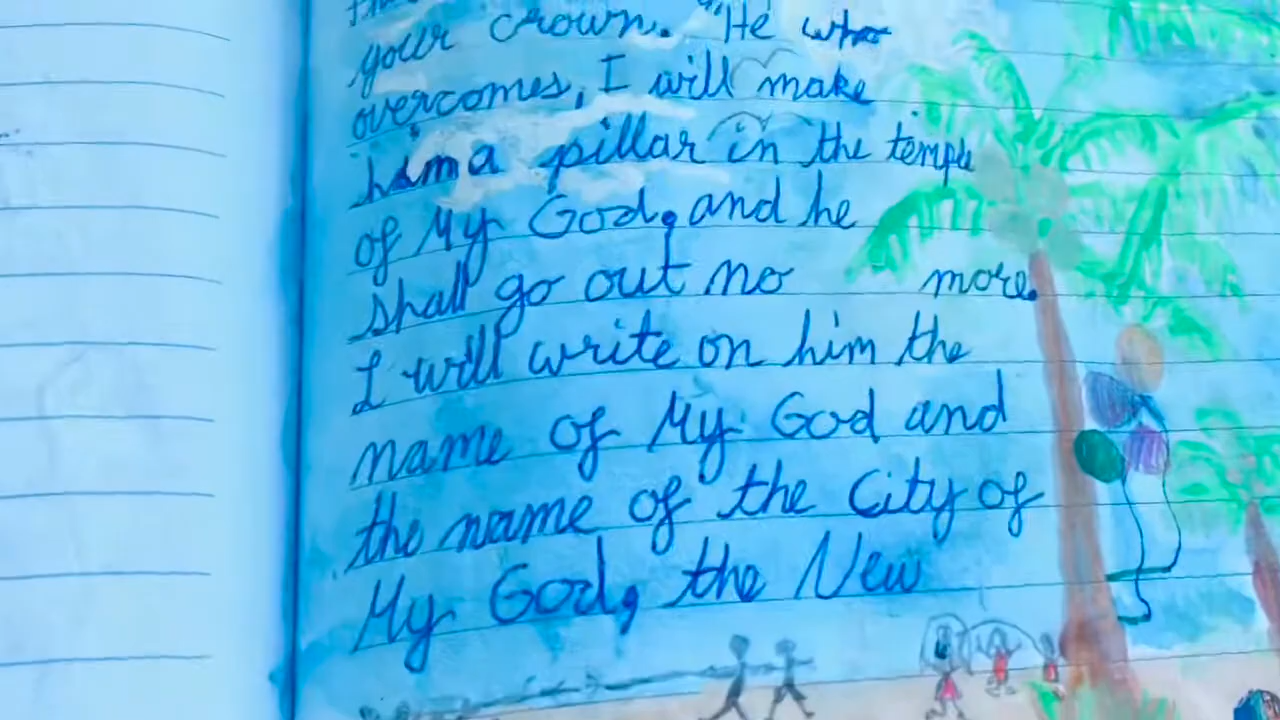 your crown. "He who
overcomes, I will make
him a pillar in the temple
of My God, and he
shall go out no more.
I will write on him the
name of My God and
the name of the City of
My God, the New